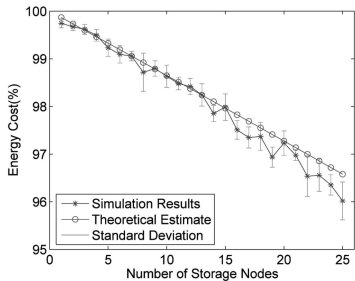 Energy Cost(%)
100
99
98
97
96
95
Simulation Results
Theoretical Estimate
Standard Deviation
0 5 10 15 20 25
Number of Storage Nodes